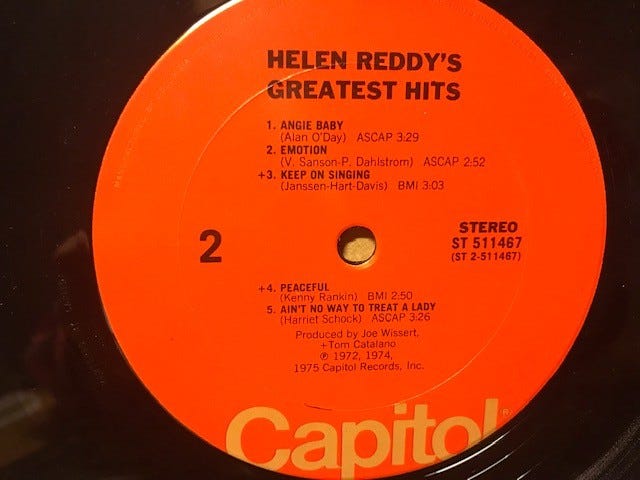 HELEN REDDY'S
GREATEST HITS
1. ANGIE BABY
(Alan O'Day) ASCAP 3:29
2. EMOTION
(V. Sanson-P. Dahlstrom) ASCAP 2:52
+3. KEEP ON SINGING
(Janssen-Hart-Davis) BMI 3:03
2
STEREO
ST 511467
(ST 2-511467)
+4. PEACEFUL
(Kenny Rankin) BMI 2:50
5. AIN'T NO WAY TO TREAT A LADY
(Harriet Schock) ASCAP 3:26
Produced by Joe Wissert,
+Tom Catalano
℗ 1972, 1974,
1975 Capitol Records, Inc.
Capitol®